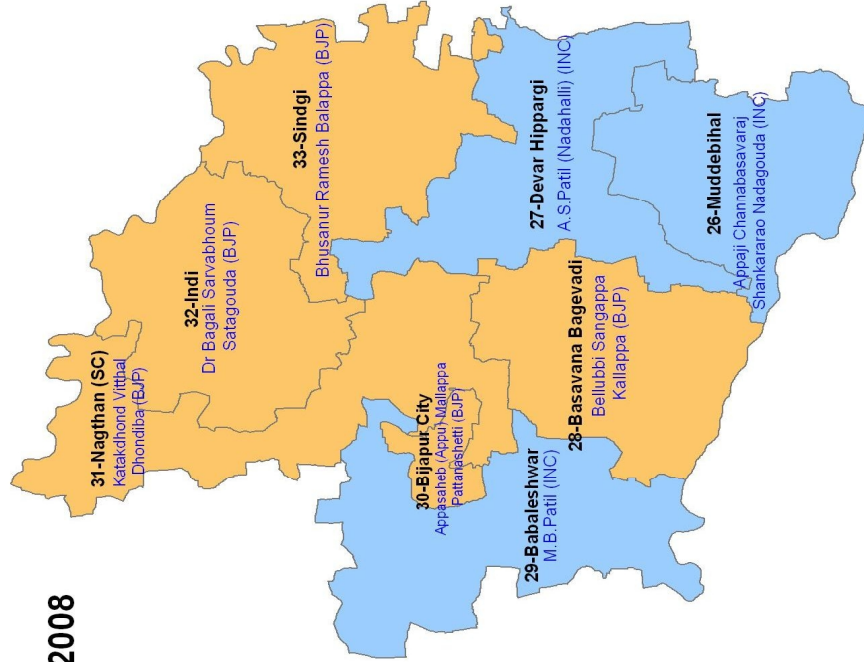 2008
31-Nagthan (SC)
Katakdhond Vitthal
Dhondiba (BJP)
32-Indi
Dr Bagali Sarvabhoum
Satagouda (BJP)
33-Sindgi
Bhusanur Ramesh Balappa (BJP)
30-Bijapur City
Appasaheb (Appu) Mallappa
Pattanashetti (BJP)
29-Babaleshwar
M.B.Patil (INC)
28-Basavana Bagevadi
Bellubbi Sangappa
Kallappa (BJP)
27-Devar Hippargi
A.S.Patil (Nadahalli) (INC)
26-Muddebihal
Appaji Channabasavaraj
Shankararao Nadagouda (INC)